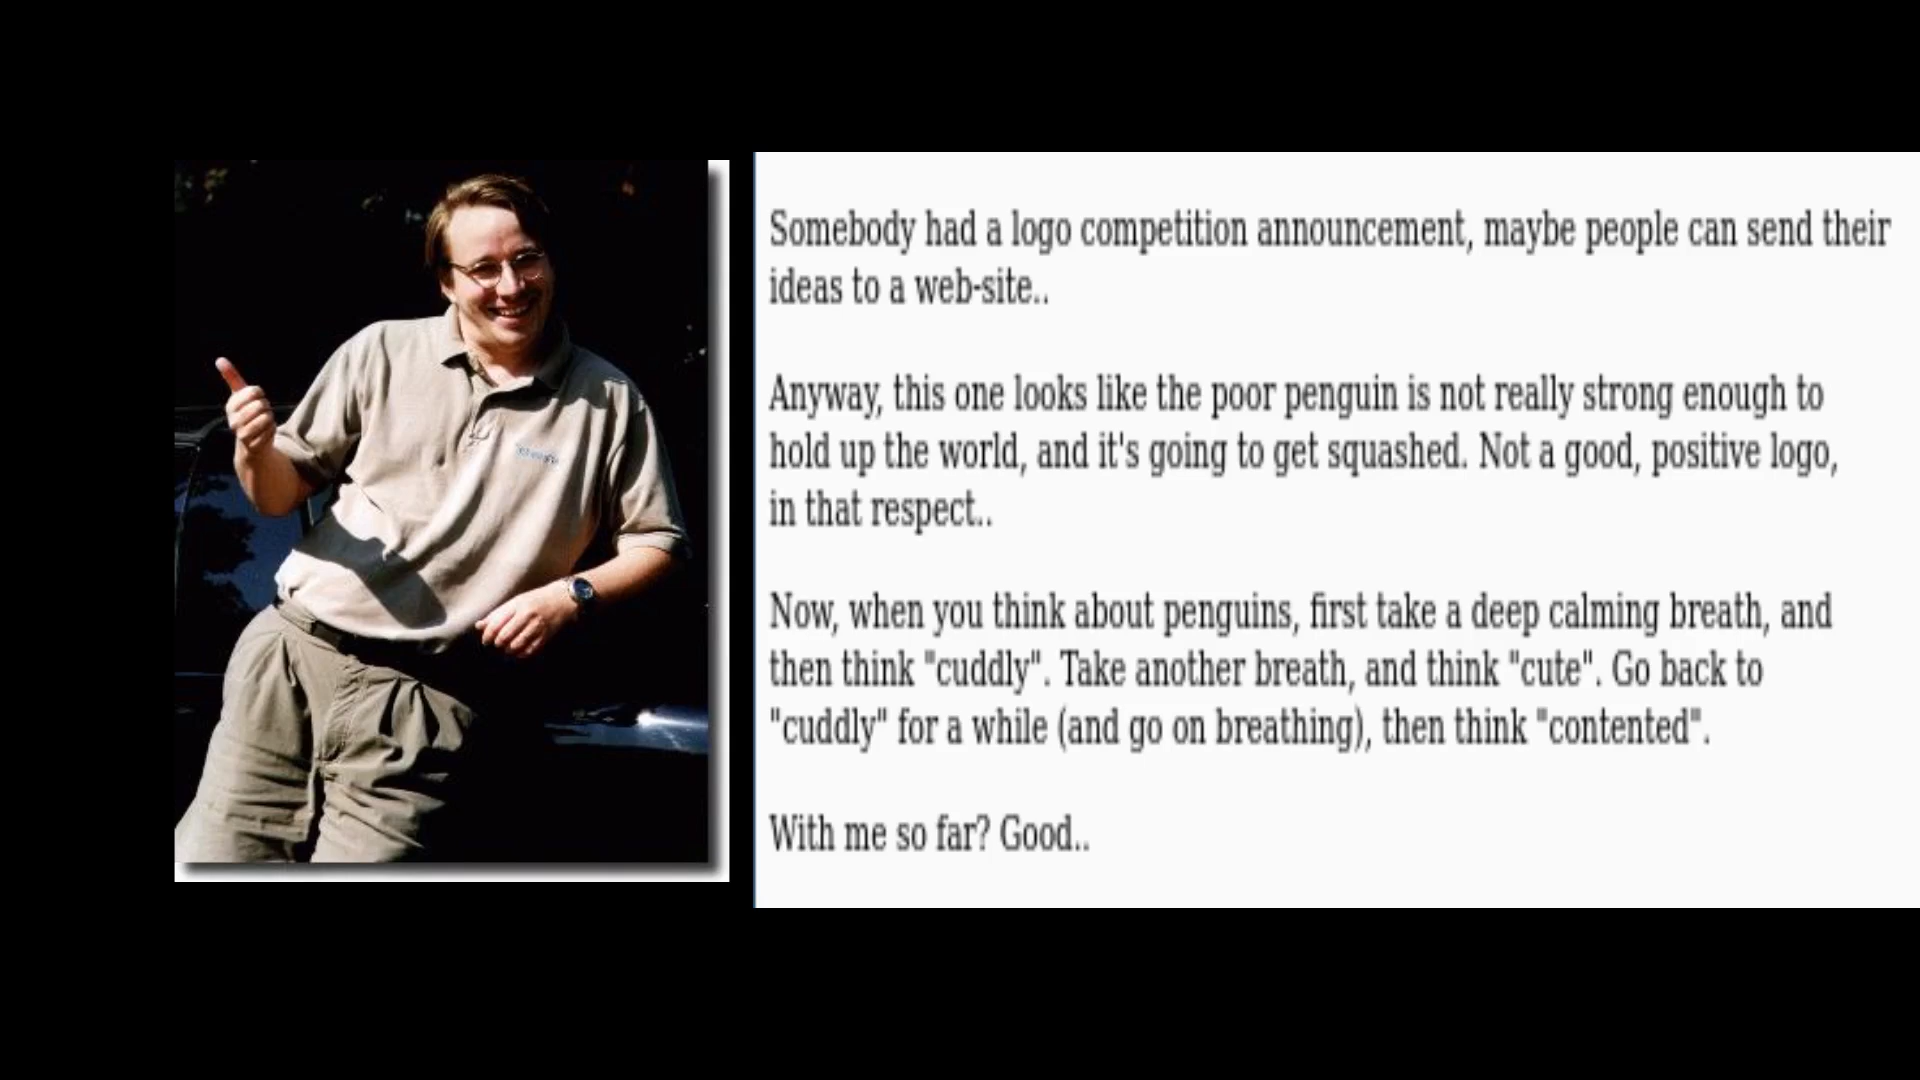 Somebody had a logo competition announcement, maybe people can send their
ideas to a web-site..
Anyway, this one looks like the poor penguin is not really strong enough to
hold up the world, and it's going to get squashed. Not a good, positive logo,
in that respect..
Now, when you think about penguins, first take a deep calming breath, and
then think "cuddly". Take another breath, and think "cute". Go back to
"cuddly" for a while (and go on breathing), then think "contented".
With me so far? Good..